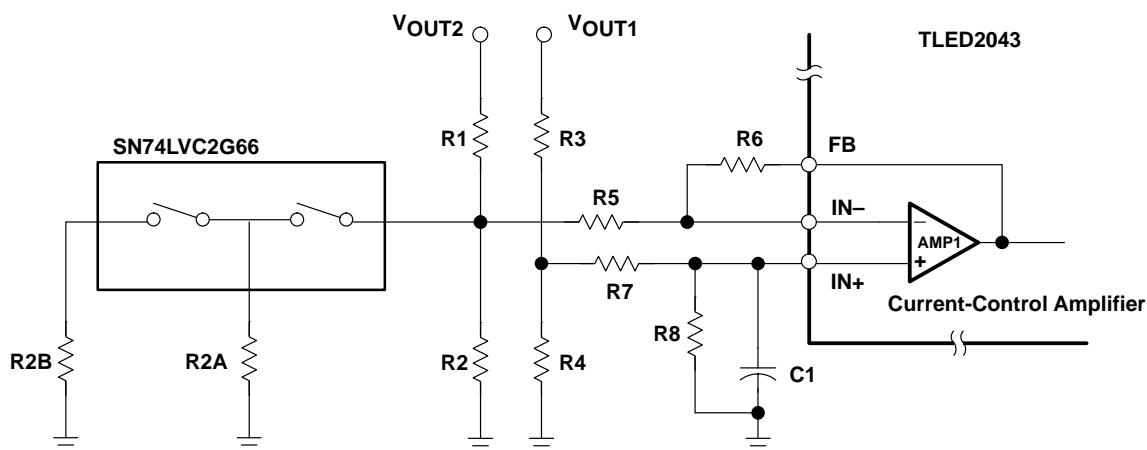 VOUT2
VOUT1
TLED2043
SN74LVC2G66
R1
R3
R6
FB
R5
IN–
AMP1
–
+
R7
IN+
Current-Control Amplifier
R8
R2B
R2A
R2
R4
C1